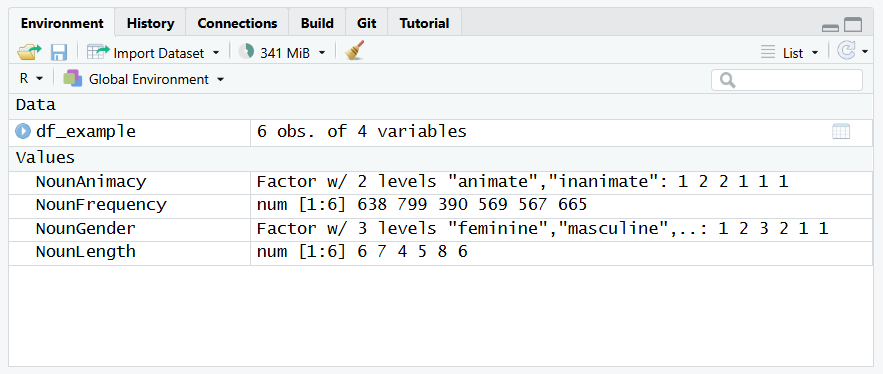 Environment History Connections Build Git Tutorial
Import Dataset 341 MiB List
R Global Environment
Data
df_example 6 obs. of 4 variables
Values
NounAnimacy Factor w/ 2 levels "animate","inanimate": 1 2 2 1 1 1
NounFrequency num [1:6] 638 799 390 569 567 665
NounGender Factor w/ 3 levels "feminine","masculine",..: 1 2 3 2 1 1
NounLength num [1:6] 6 7 4 5 8 6